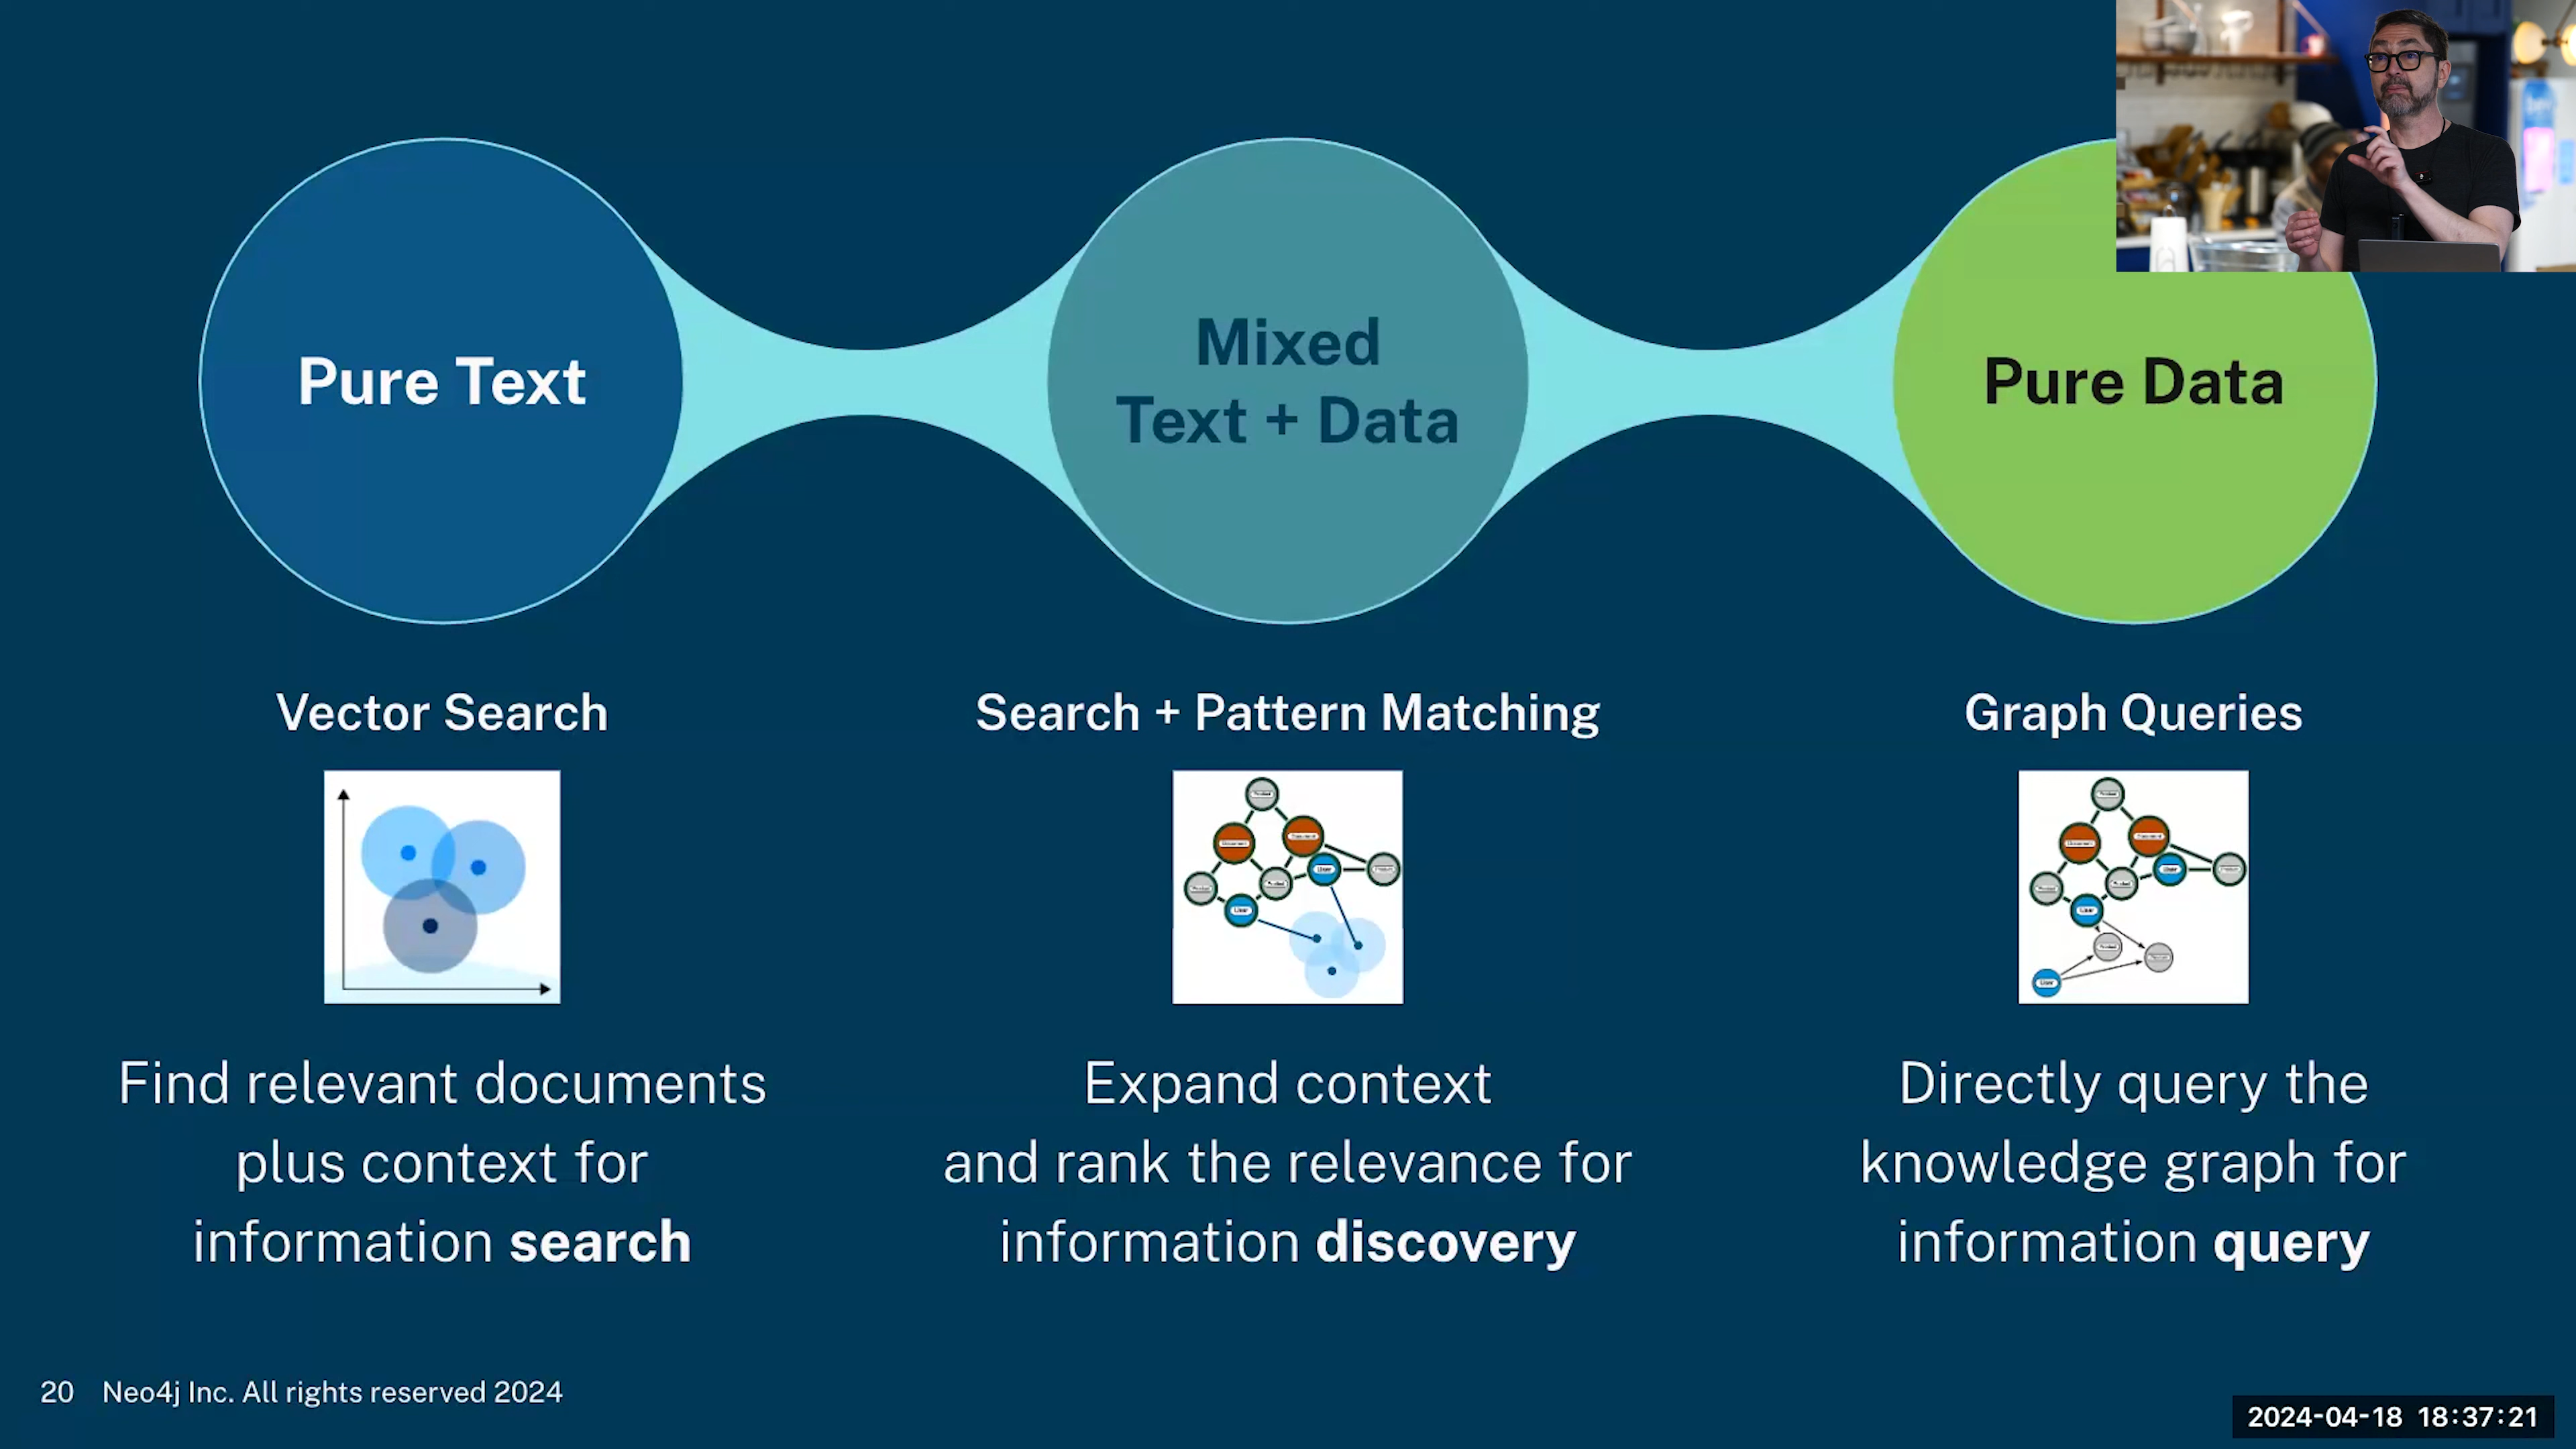 Pure Text
Mixed
Text + Data
Pure Data
Vector Search
Search + Pattern Matching
Graph Queries
Find relevant documents
plus context for
information search
Expand context
and rank the relevance for
information discovery
Directly query the
knowledge graph for
information query
20 Neo4j Inc. All rights reserved 2024
2024-04-18 18:37:21